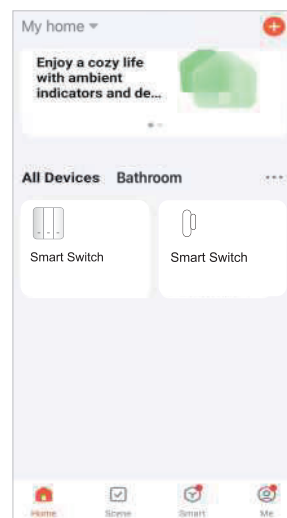 My home
Enjoy a cozy life
with ambient
indicators and de...
All Devices Bathroom ...
Smart Switch Smart Switch
Home Scene Smart Me